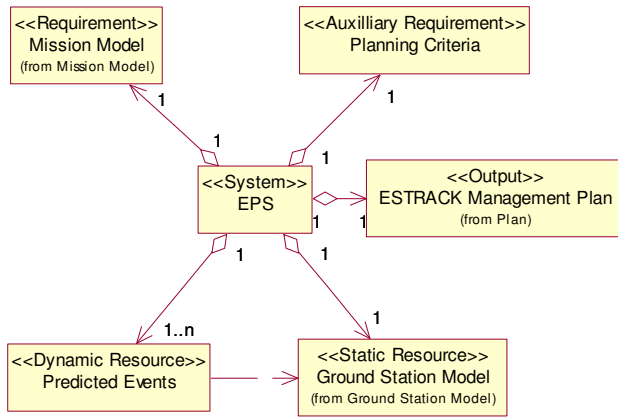 <<Requirement>>
Mission Model
(from Mission Model)
<<Auxilliary Requirement>>
Planning Criteria
1
1
1
1
<<System>>
EPS
<<Output>>
ESTRACK Management Plan
(from Plan)
1
1
1
1
1..n
1
<<Dynamic Resource>>
Predicted Events
<<Static Resource>>
Ground Station Model
(from Ground Station Model)